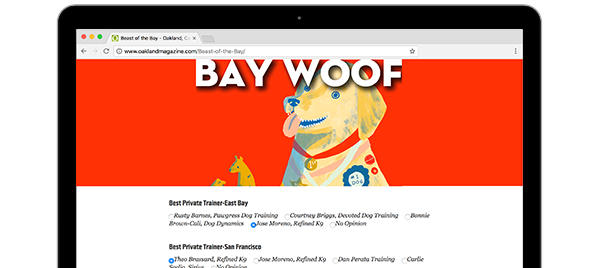 Beast of the Bay - Oakland, C
www.oaklandmagazine.com/Beast-of-the-Bay/
BAY WOOF
#1
DOG
Best Private Trainer-East Bay
Rusty Barnes, Pawgress Dog Training Courtney Briggs, Devoted Dog Training Bonnie
Brown-Cali, Dog Dynamics Jose Moreno, Refined K9 No Opinion
Best Private Trainer-San Francisco
Theo Brassard, Refined K9 Jose Moreno, Refined K9 Dan Perata Training Carlie
No Opinion